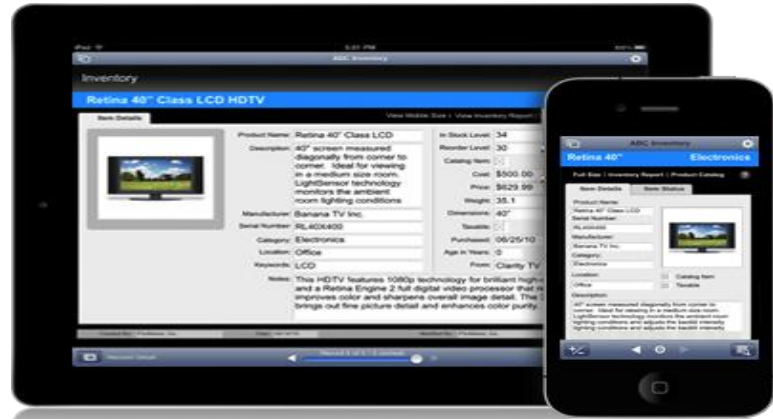 iPad
5:01 PM
ABC Inventory
Inventory
Retina 40" Class LCD HDTV
Item Details
View Mobile Size | View Inventory Report |
Product Name: Retina 40" Class LCD
Description: 40" screen measured
diagonally from corner to
corner. Ideal for viewing
in a medium size room.
LightSensor technology
monitors the ambient
room lighting conditions
Manufacturer: Banana TV Inc.
Serial Number: RL40X400
Category: Electronics
Location: Office
Keywords: LCD
In Stock Level: 34
Reorder Level: 30
Catalog Item:
Cost: $500.00
Price: $629.99
Weight: 35.1
Dimensions: 40"
Taxable:
Purchased: 06/25/10
Age in Years: 0
From: Clarity TV
Notes: This HDTV features 1080p technology for brilliant high-
and a Retina Engine 2 full digital video processor that
improves color and sharpens overall image detail. The
brings out fine picture detail and enhances color purity.
Record Detail
ABC Inventory
Retina 40" Electronics
Full Size | Inventory Report | Product Catalog
Item Details Item Status
Product Name:
Retina 40" Class LCD
Serial Number:
RL40X400
Manufacturer:
Banana TV Inc.
Category:
Electronics
Location:
Office
Catalog Item
Taxable
Description:
40" screen measured diagonally from corner to
corner. Ideal for viewing in a medium size room.
LightSensor technology monitors the ambient room
lighting conditions and adjusts the backlit intensity